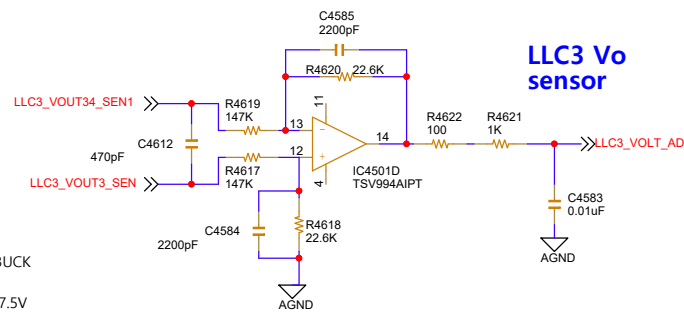 C4585
2200pF
LLC3 Vo
sensor
R4620 22.6K
LLC3_VOUT34_SEN1
R4619
147K
11
13
C4612
14
R4622
100
R4621
1K
LLC3_VOLT_AD
470pF
12
LLC3_VOUT3_SEN
R4617
147K
4
IC4501D
TSV994AIPT
C4583
0.01uF
C4584
R4618
22.6K
2200pF
AGND
BUCK
7.5V
AGND